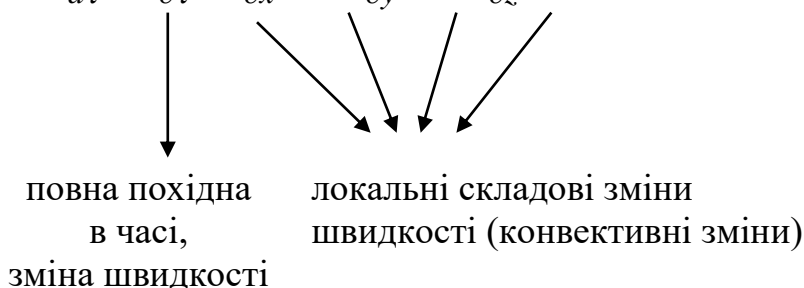 повна похідна
в часі,
зміна швидкості
локальні складові зміни
швидкості (конвективні зміни)